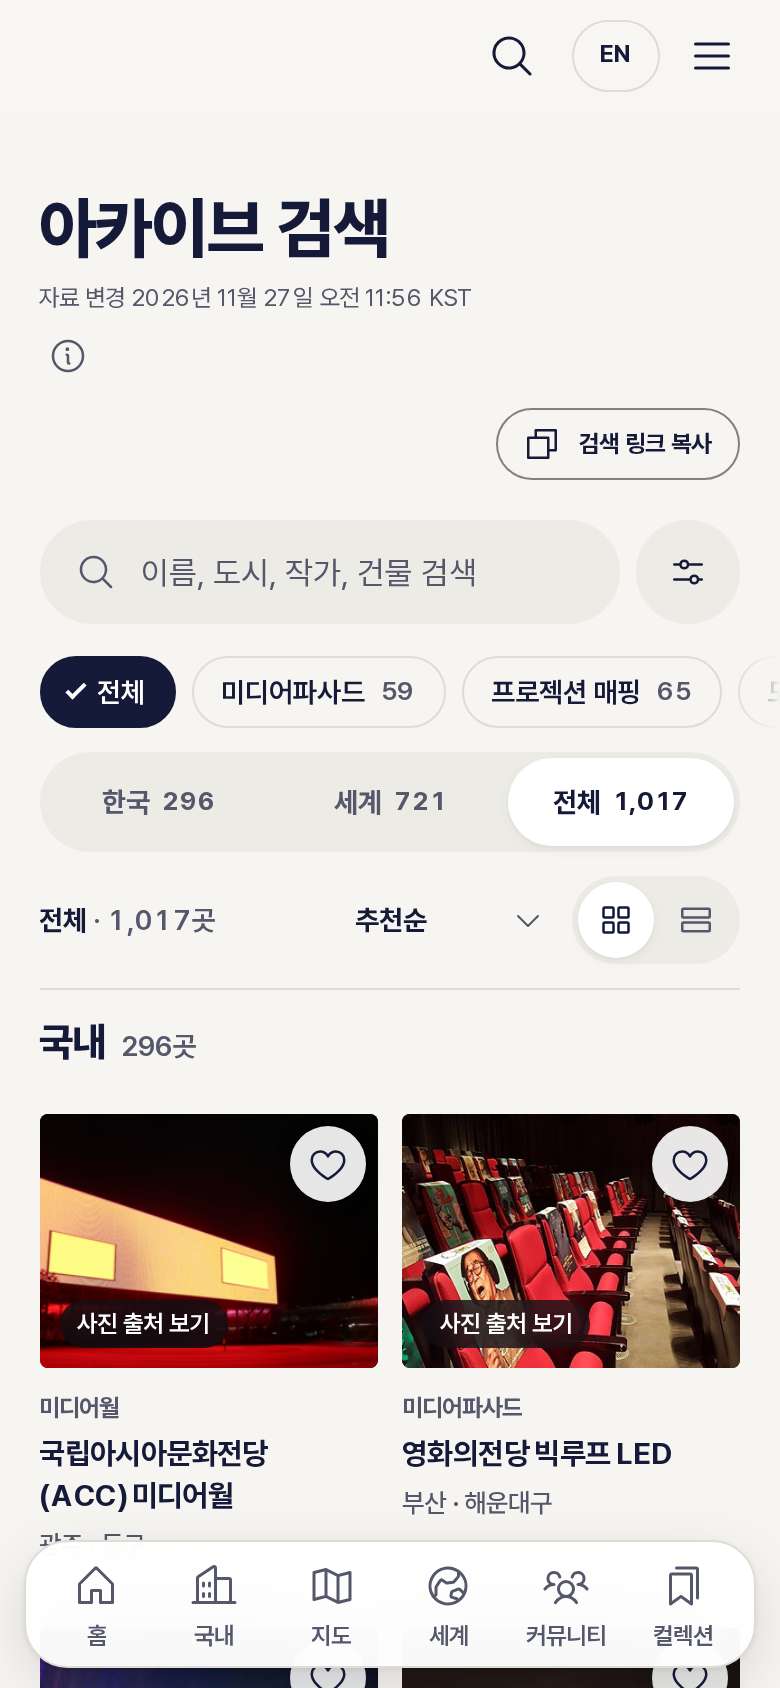 EN
아카이브 검색
자료 변경 2026년 11월 27일 오전 11:56 KST
검색 링크 복사
이름, 도시, 작가, 건물 검색
전체
미디어파사드 59
프로젝션 매핑 65
한국 296
세계 721
전체 1,017
전체 · 1,017곳
추천순
국내 296곳
사진 출처 보기
사진 출처 보기
미디어월
국립아시아문화전당
(ACC) 미디어월
미디어파사드
영화의전당 빅루프 LED
부산 · 해운대구
홈
국내
지도
세계
커뮤니티
컬렉션